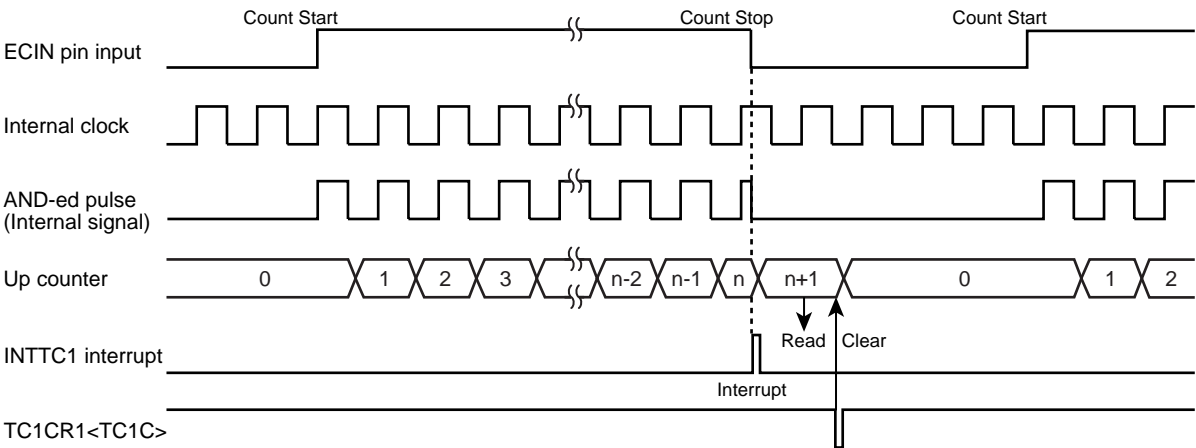 Count Start Count Stop Count Start
ECIN pin input
Internal clock
AND-ed pulse
(Internal signal)
Up counter 0 1 2 3 n-2 n-1 n n+1 0 1 2
Read Clear
INTTC1 interrupt
Interrupt
TC1CR1<TC1C>